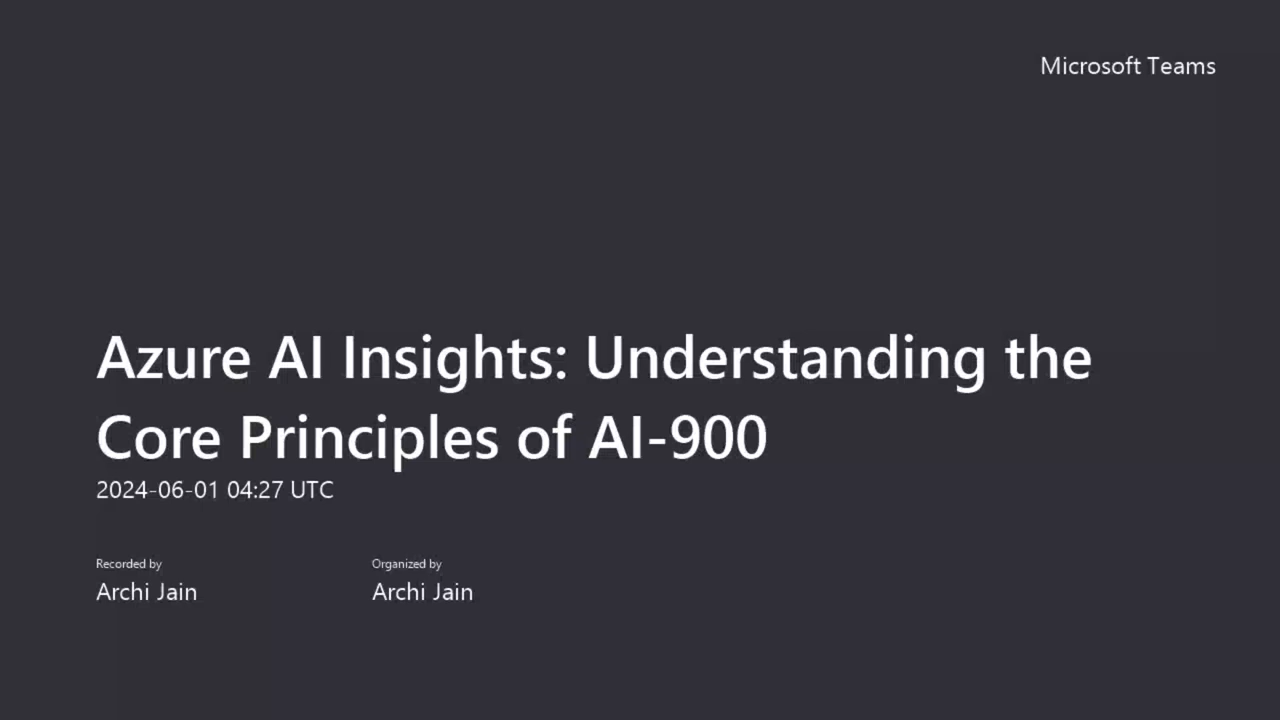 Microsoft Teams
Azure AI Insights: Understanding the
Core Principles of AI-900
2024-06-01 04:27 UTC
Recorded by
Archi Jain
Organized by
Archi Jain